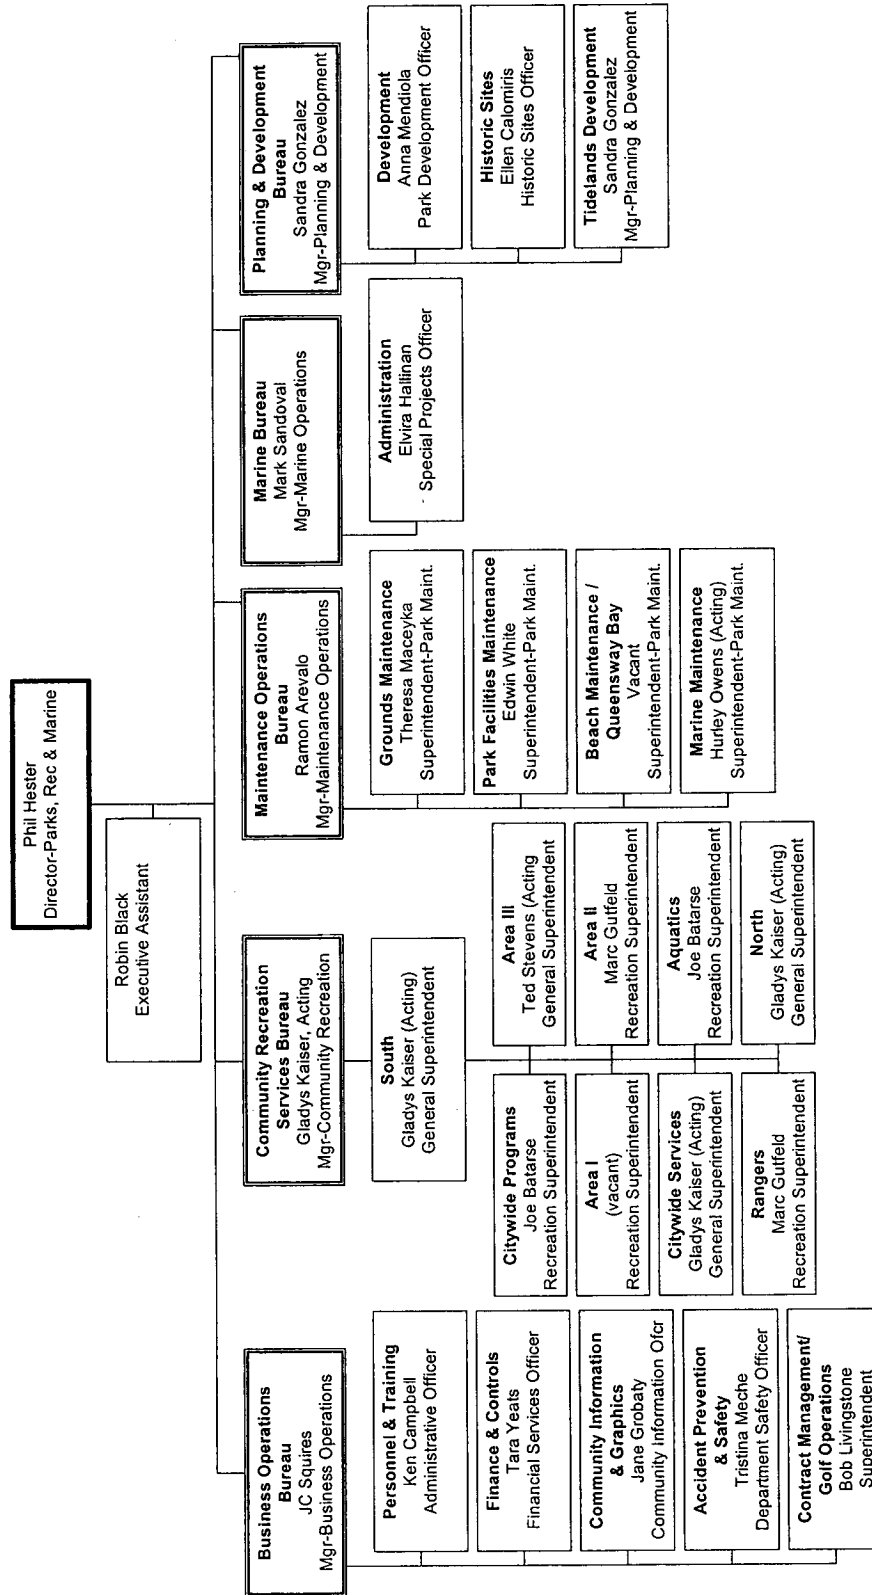 Phil Hester
Director-Parks, Rec & Marine
Robin Black
Executive Assistant
Business Operations
Bureau
JC Squires
Mgr-Business Operations
Personnel & Training
Ken Campbell
Administrative Officer
Finance & Controls
Tara Yeats
Financial Services Officer
Community Information
& Graphics
Jane Grobaty
Community Information Ofcr
Accident Prevention
& Safety
Tristina Meche
Department Safety Officer
Contract Management/
Golf Operations
Bob Livingstone
Superintendent
Community Recreation
Services Bureau
Gladys Kaiser, Acting
Mgr-Community Recreation
South
Gladys Kaiser (Acting)
General Superintendent
Citywide Programs
Joe Batarse
Recreation Superintendent
Area III
Ted Stevens (Acting
General Superintendent
Area I
(vacant)
Recreation Superintendent
Area II
Marc Gutfeld
Recreation Superintendent
Citywide Services
Gladys Kaiser (Acting)
General Superintendent
Aquatics
Joe Batarse
Recreation Superintendent
Rangers
Marc Gutfeld
Recreation Superintendent
North
Gladys Kaiser (Acting)
General Superintendent
Maintenance Operations
Bureau
Ramon Arevalo
Mgr-Maintenance Operations
Grounds Maintenance
Theresa Maceyka
Superintendent-Park Maint.
Park Facilities Maintenance
Edwin White
Superintendent-Park Maint.
Beach Maintenance /
Queensway Bay
Vacant
Superintendent-Park Maint.
Marine Maintenance
Hurley Owens (Acting)
Superintendent-Park Maint.
Marine Bureau
Mark Sandoval
Mgr-Marine Operations
Administration
Elvira Hallinan
Special Projects Officer
Planning & Development
Bureau
Sandra Gonzalez
Mgr-Planning & Development
Development
Anna Mendiola
Park Development Officer
Historic Sites
Ellen Calomiris
Historic Sites Officer
Tidelands Development
Sandra Gonzalez
Mgr-Planning & Development